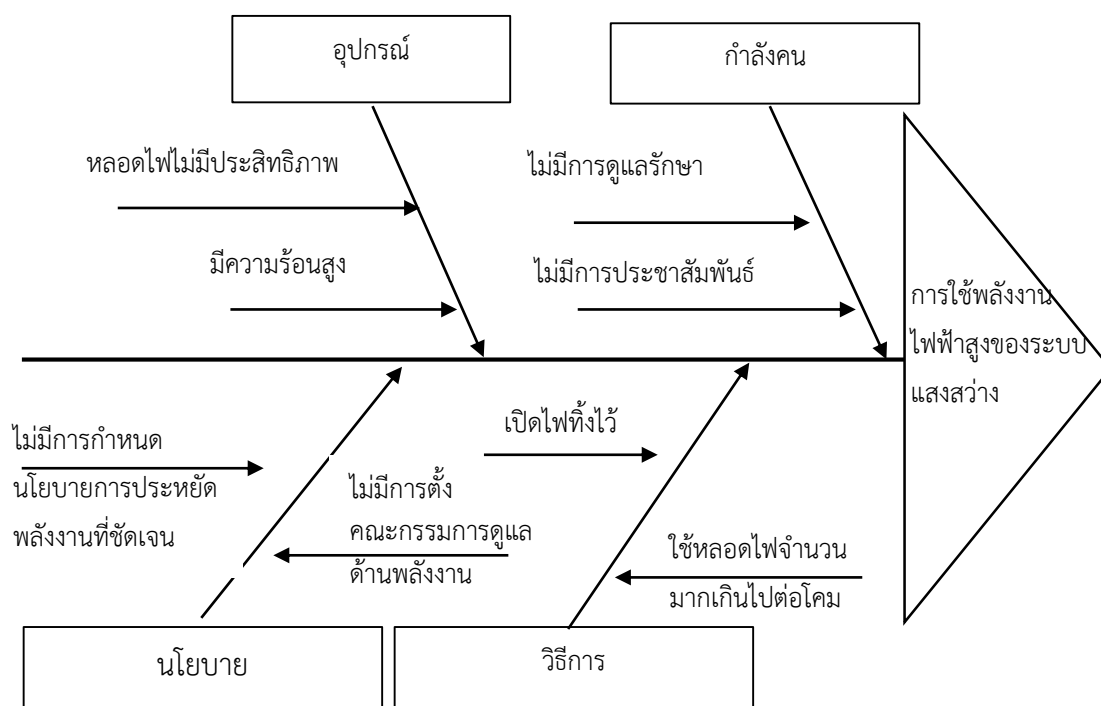 อุปกรณ์
กำลังคน
หลอดไฟไม่มีประสิทธิภาพ
ไม่มีการดูแลรักษา
มีความร้อนสูง
ไม่มีการประชาสัมพันธ์
การใช้พลังงาน
ไฟฟ้าสูงของระบบ
แสงสว่าง
ไม่มีการกำหนด
นโยบายการประหยัด
พลังงานที่ชัดเจน
ไม่มีการตั้ง
คณะกรรมการดูแล
ด้านพลังงาน
เปิดไฟทิ้งไว้
ใช้หลอดไฟจำนวน
มากเกินไปต่อโคม
นโยบาย
วิธีการ